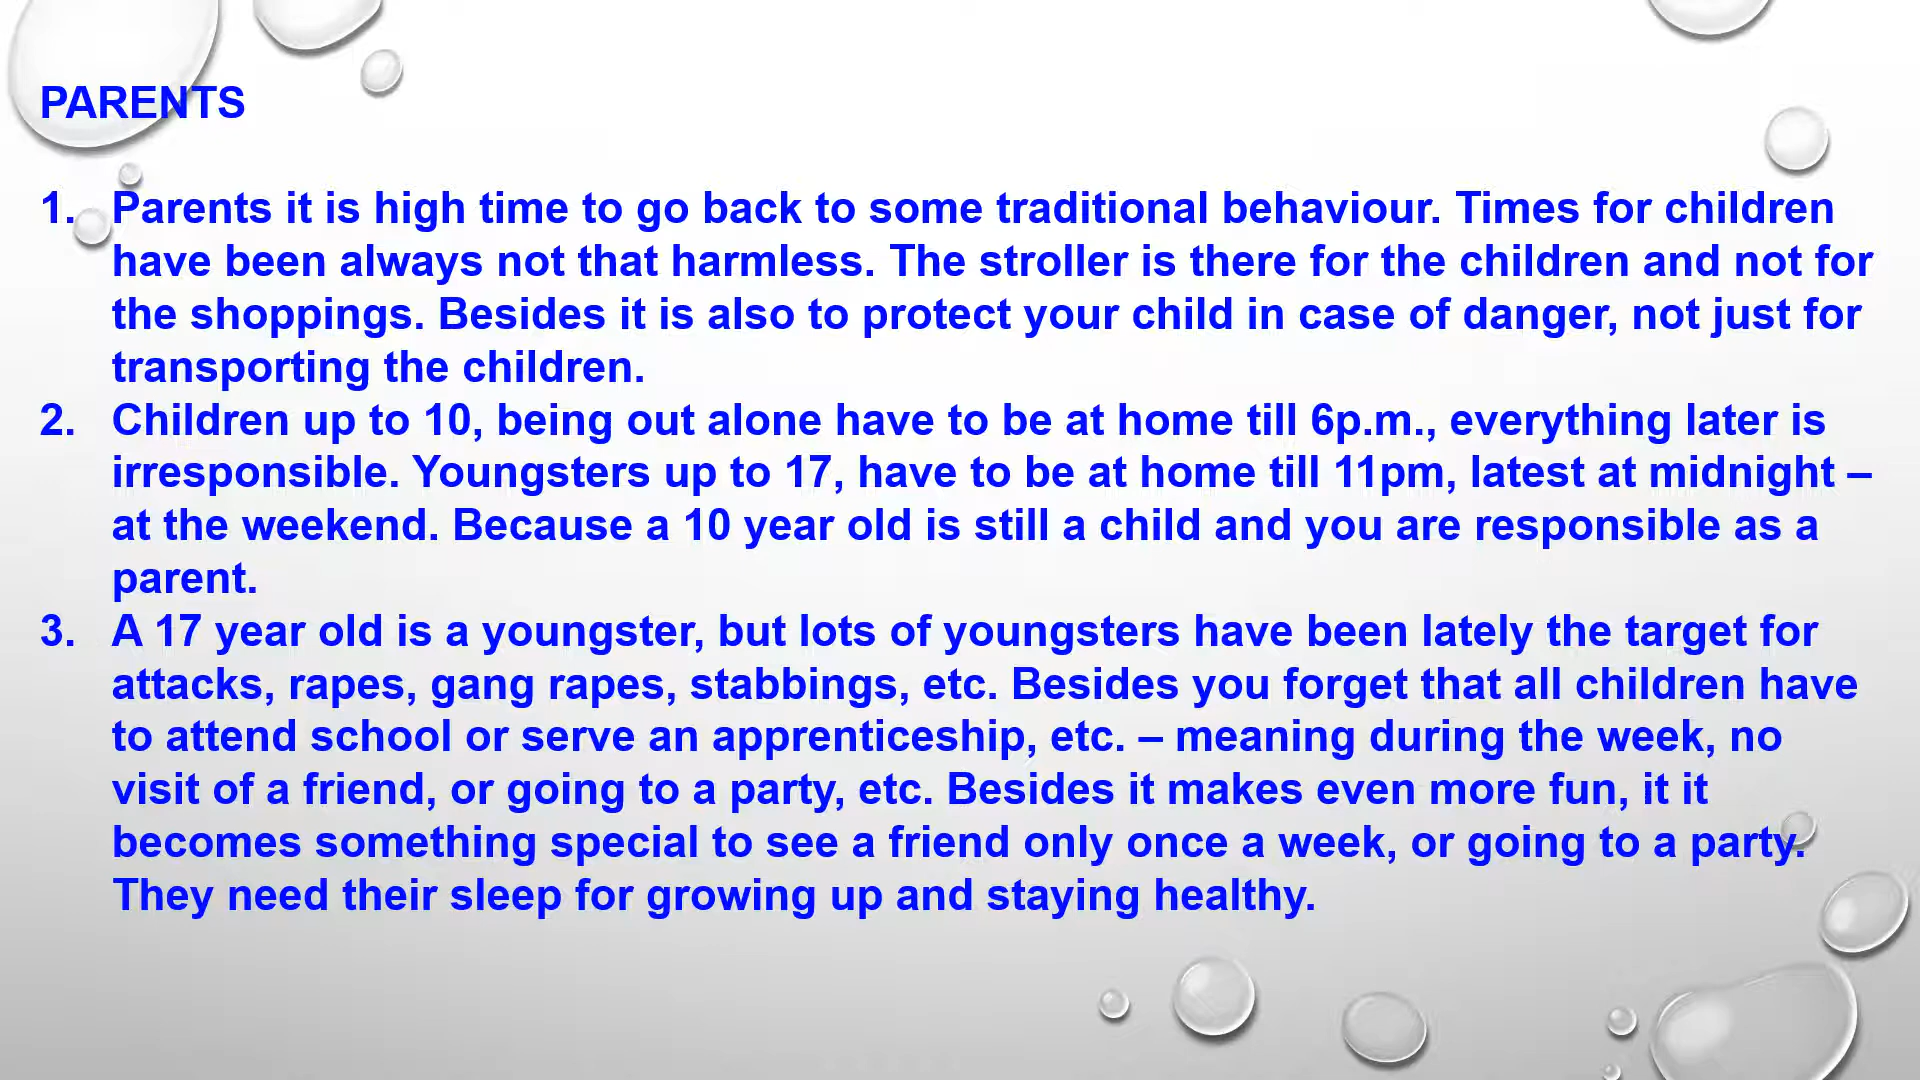 PARENTS
1. Parents it is high time to go back to some traditional behaviour. Times for children
have been always not that harmless. The stroller is there for the children and not for
the shoppings. Besides it is also to protect your child in case of danger, not just for
transporting the children.
2. Children up to 10, being out alone have to be at home till 6p.m., everything later is
irresponsible. Youngsters up to 17, have to be at home till 11pm, latest at midnight –
at the weekend. Because a 10 year old is still a child and you are responsible as a
parent.
3. A 17 year old is a youngster, but lots of youngsters have been lately the target for
attacks, rapes, gang rapes, stabbings, etc. Besides you forget that all children have
to attend school or serve an apprenticeship, etc. – meaning during the week, no
visit of a friend, or going to a party, etc. Besides it makes even more fun, it it
becomes something special to see a friend only once a week, or going to a party.
They need their sleep for growing up and staying healthy.